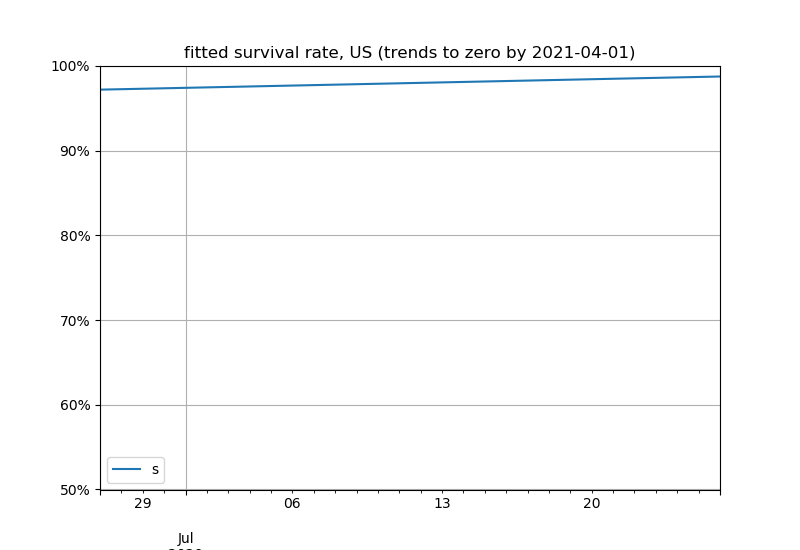 fitted survival rate, US (trends to zero by 2021-04-01)
100%
90%
80%
70%
60%
50%
s
29 06 13 20
Jul